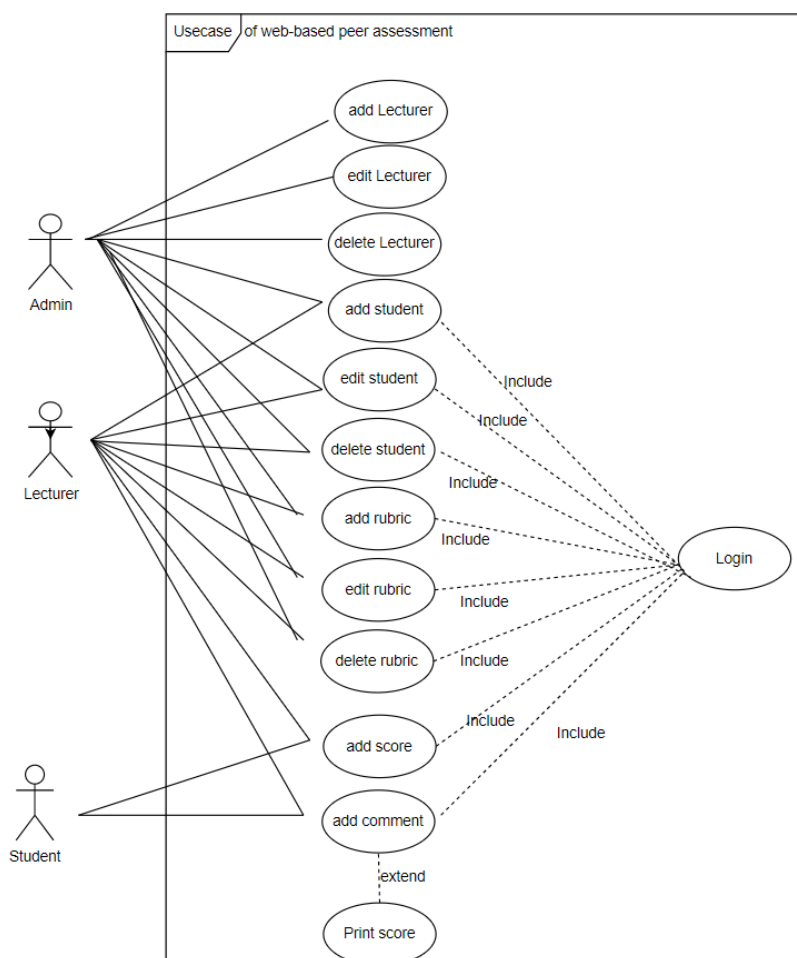 Usecase of web-based peer assessment
add Lecturer
edit Lecturer
delete Lecturer
Admin
add student
edit student
Include
Include
delete student
Include
Lecturer
add rubric
Include
Login
edit rubric
Include
delete rubric
Include
add score
Include
Include
add comment
Student
extend
Print score